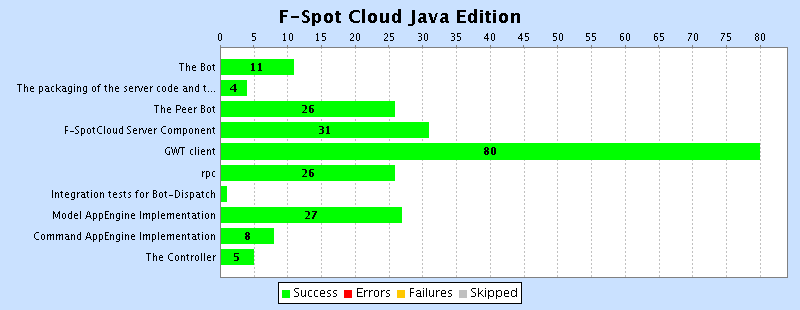 F-Spot Cloud Java Edition
0 5 10 15 20 25 30 35 40 45 50 55 60 65 70 75 80
The Bot 11
The packaging of the server code and t... 4
The Peer Bot 26
F-SpotCloud Server Component 31
GWT client 80
rpc 26
Integration tests for Bot-Dispatch
Model AppEngine Implementation 27
Command AppEngine Implementation 8
The Controller 5
Success Errors Failures Skipped